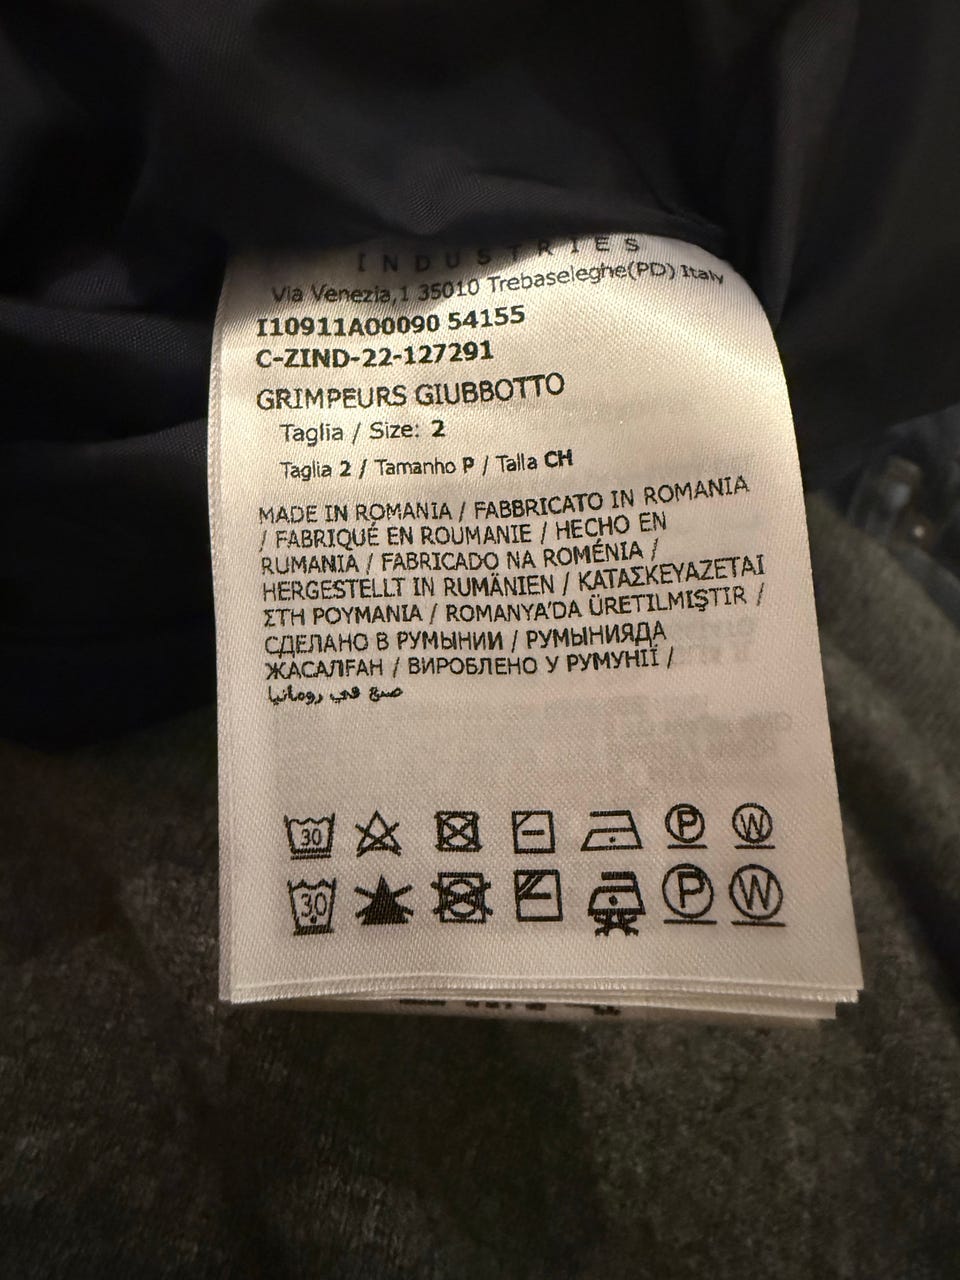 INDUSTRIES
Via Venezia,1 35010 Trebaseleghe(PD) Italy
I10911A00090 54155
C-ZIND-22-127291
GRIMPEURS GIUBBOTTO
Taglia / Size: 2
Taglia 2 / Tamanho P / Talla CH
MADE IN ROMANIA / FABBRICATO IN ROMANIA
/ FABRIQUÉ EN ROUMANIE / HECHO EN
RUMANIA / FABRICADO NA ROMÉNIA /
HERGESTELLT IN RUMÄNIEN / ΚΑΤΑΣΚΕΥΑΖΕΤΑΙ
ΣΤΗ ΡΟΥΜΑΝΙΑ / ROMANYA'DA ÜRETILMIŞTIR /
СДЕЛАНО В РУМЫНИИ / РУМЫНИЯДА
ЖАСАЛҒАН / ВИРОБЛЕНО У РУМУНІЇ /
صنع في رومانيا
30 P W
30 P W